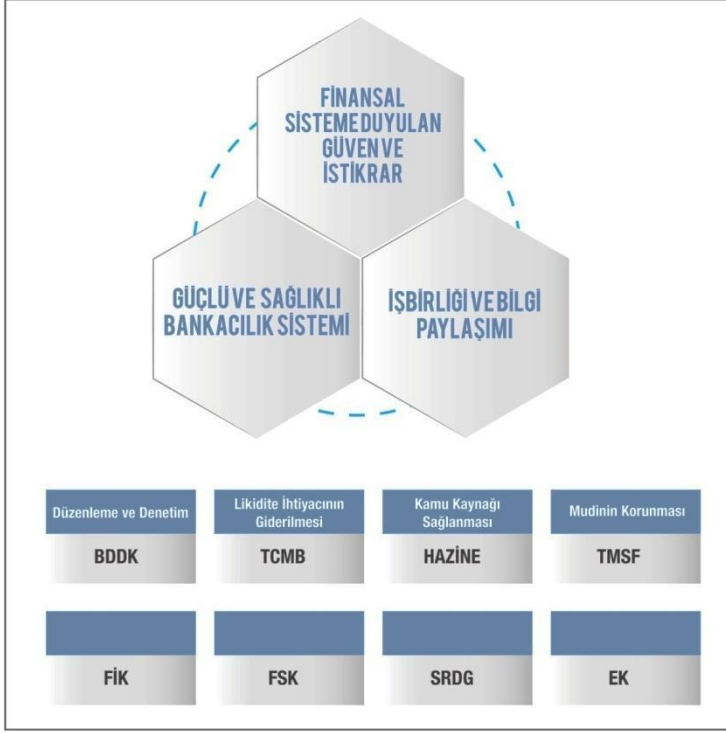 FİNANSAL
SİSTEME DUYULAN
GÜVEN VE
İSTİKRAR
GÜÇLÜ VE SAĞLIKLI
BANKACILIK SİSTEMİ
İŞBİRLİĞİ VE BİLGİ
PAYLAŞIMI
Düzenleme ve Denetim
BDDK
Likidite İhtiyacının
Giderilmesi
TCMB
Kamu Kaynağı
Sağlanması
HAZİNE
Mudinin Korunması
TMSF
FİK
FSK
SRDG
EK